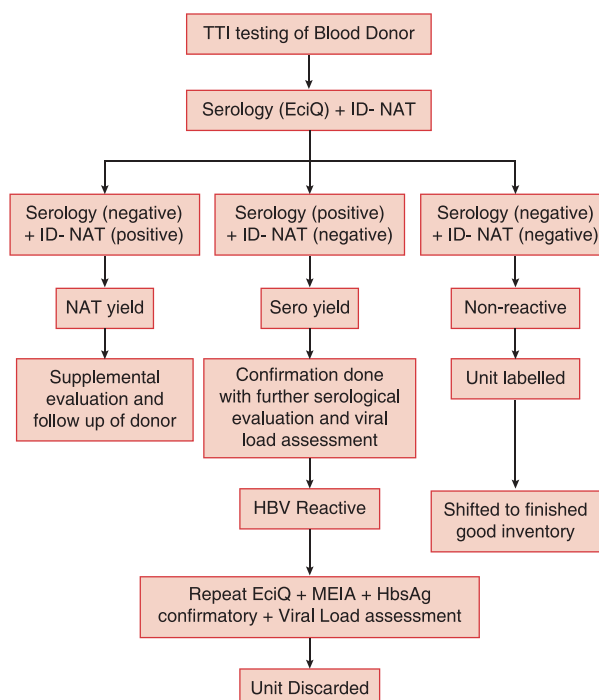 TTI testing of Blood Donor
Serology (EciQ) + ID- NAT
Serology (negative)
+ ID- NAT (positive)
Serology (positive)
+ ID- NAT (negative)
Serology (negative)
+ ID- NAT (negative)
NAT yield
Sero yield
Non-reactive
Supplemental
evaluation and
follow up of donor
Confirmation done
with further serological
evaluation and viral
load assessment
Unit labelled
HBV Reactive
Shifted to finished
good inventory
Repeat EciQ + MEIA + HbsAg
confirmatory + Viral Load assessment
Unit Discarded